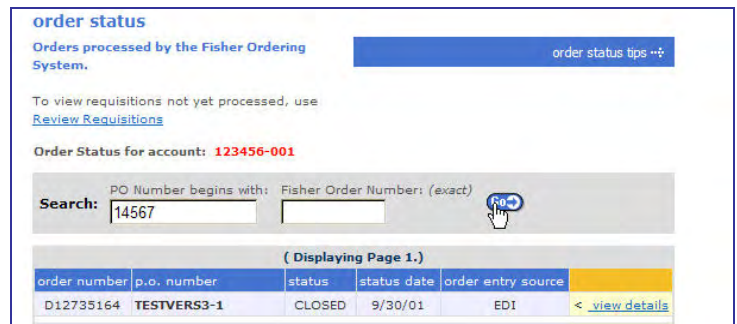 order status
Orders processed by the Fisher Ordering
System.
order status tips
To view requisitions not yet processed, use
Review Requisitions
Order Status for account: 123456-001
PO Number begins with: Fisher Order Number: (exact)
Search: 14567 Go
( Displaying Page 1.)
order number p.o. number status status date order entry source
D12735164 TESTVERS3-1 CLOSED 9/30/01 EDI < view details